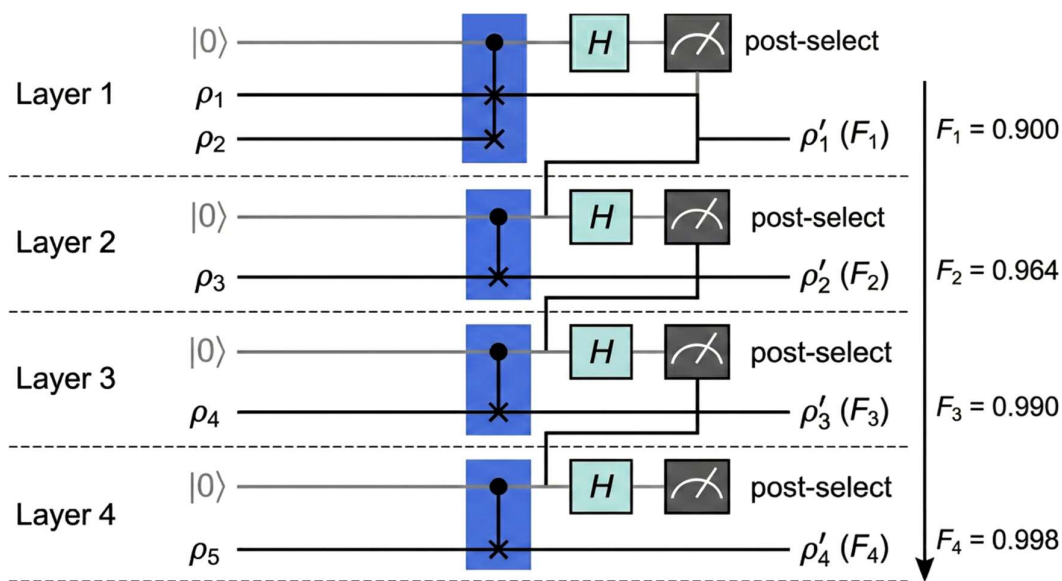 |0⟩ H post-select
Layer 1
ρ₁
ρ₂ ρ′₁ (F₁) F₁ = 0.900
|0⟩ H post-select
Layer 2
ρ₃ ρ′₂ (F₂) F₂ = 0.964
|0⟩ H post-select
Layer 3
ρ₄ ρ′₃ (F₃) F₃ = 0.990
|0⟩ H post-select
Layer 4
ρ₅ ρ′₄ (F₄) F₄ = 0.998